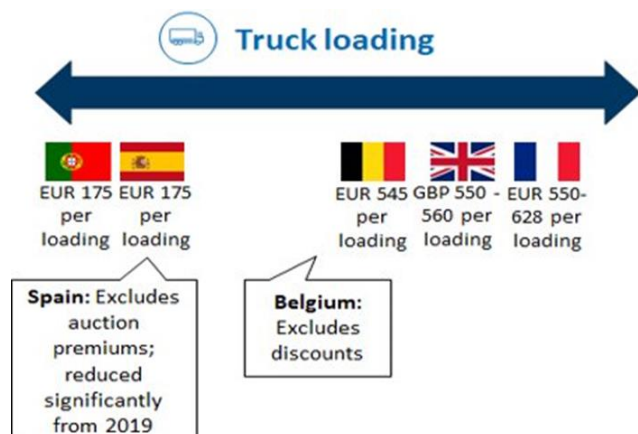 Truck loading
EUR 175
per
loading
EUR 175
per
loading
EUR 545
per
loading
GBP 550 -
560 per
loading
EUR 550-
628 per
loading
Spain: Excludes
auction
premiums;
reduced
significantly
from 2019
Belgium:
Excludes
discounts